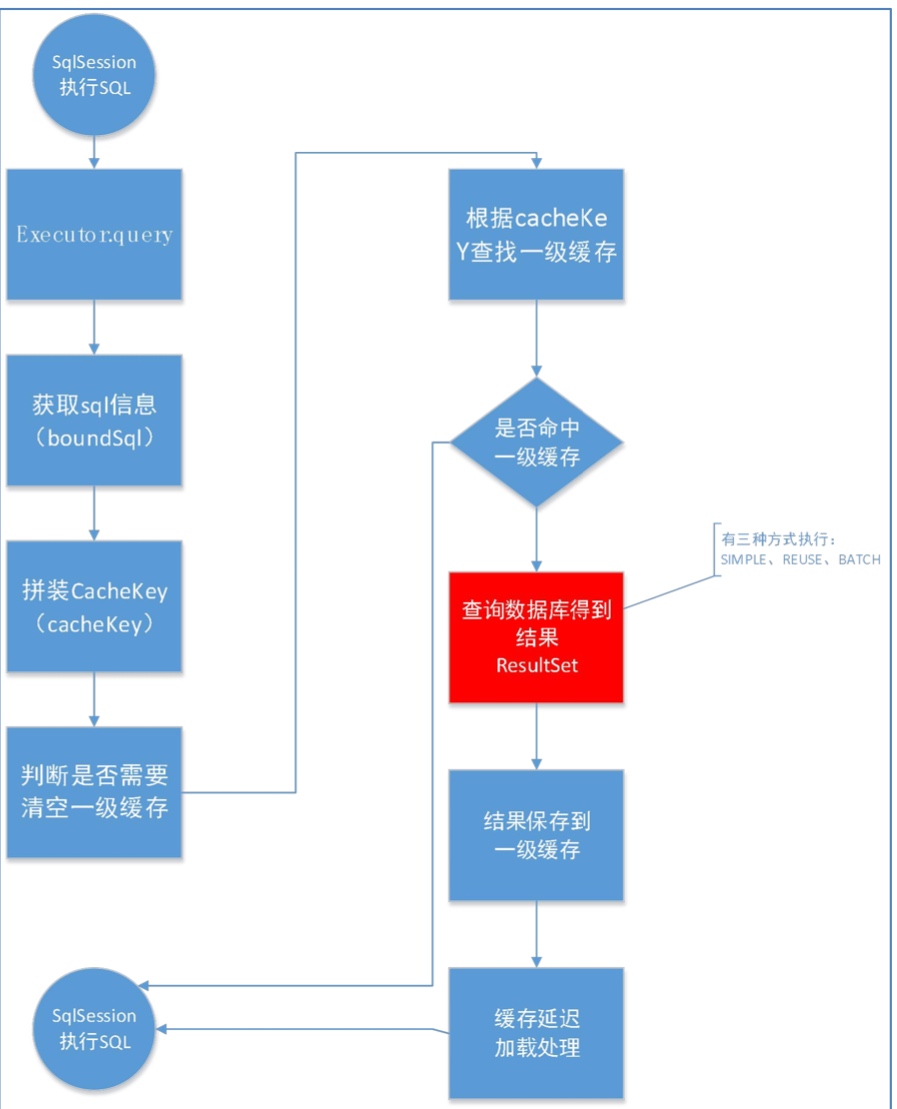 SqlSession
执行SQL
Executor.query
获取sql信息
（boundSql）
拼装CacheKey
（cacheKey）
判断是否需要
清空一级缓存
根据cacheKe
Y查找一级缓存
是否命中
一级缓存
有三种方式执行：
SIMPLE、REUSE、BATCH
查询数据库得到
结果
ResultSet
结果保存到
一级缓存
缓存延迟
加载处理
SqlSession
执行SQL